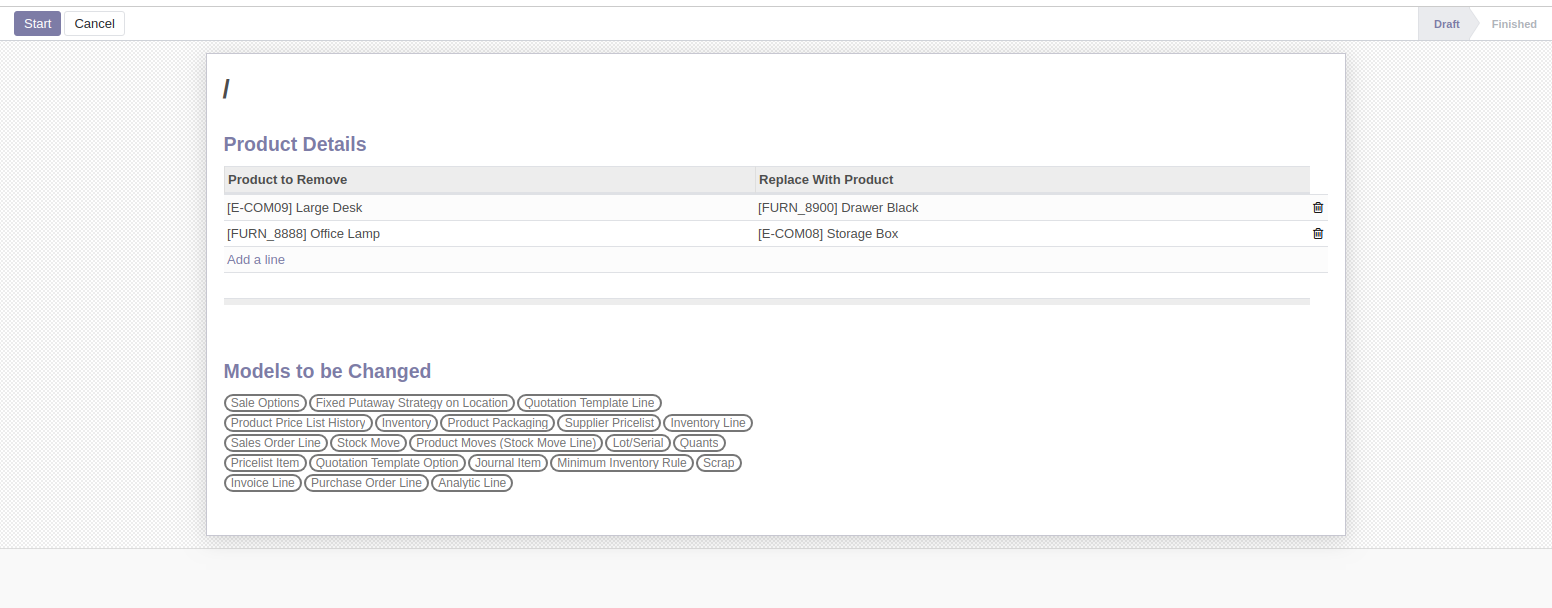 Start Cancel Draft Finished
/
Product Details
Product to Remove Replace With Product
[E-COM09] Large Desk [FURN_8900] Drawer Black
[FURN_8888] Office Lamp [E-COM08] Storage Box
Add a line
Models to be Changed
Sale Options Fixed Putaway Strategy on Location Quotation Template Line
Product Price List History Inventory Product Packaging Supplier Pricelist Inventory Line
Sales Order Line Stock Move Product Moves (Stock Move Line) Lot/Serial Quants
Pricelist Item Quotation Template Option Journal Item Minimum Inventory Rule Scrap
Invoice Line Purchase Order Line Analytic Line